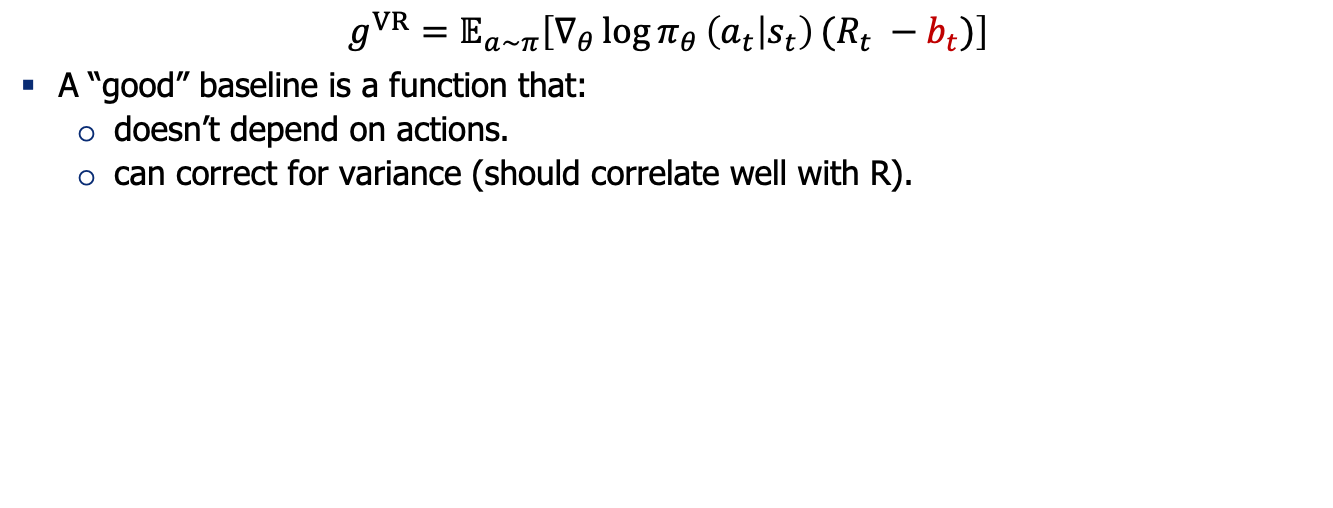 g^VR = 𝔼_{a~π}[∇_θ log π_θ (a_t|s_t) (R_t − b_t)]
▪ A “good” baseline is a function that:
o doesn’t depend on actions.
o can correct for variance (should correlate well with R).